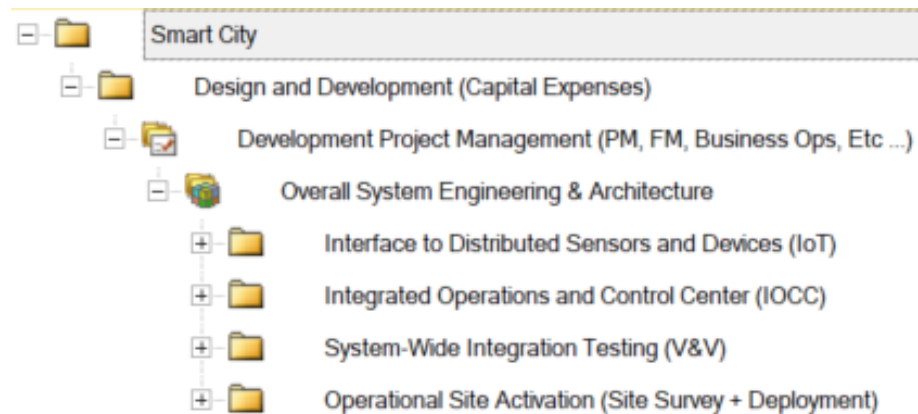 Smart City
Design and Development (Capital Expenses)
Development Project Management (PM, FM, Business Ops, Etc ...)
Overall System Engineering & Architecture
Interface to Distributed Sensors and Devices (IoT)
Integrated Operations and Control Center (IOCC)
System-Wide Integration Testing (V&V)
Operational Site Activation (Site Survey + Deployment)